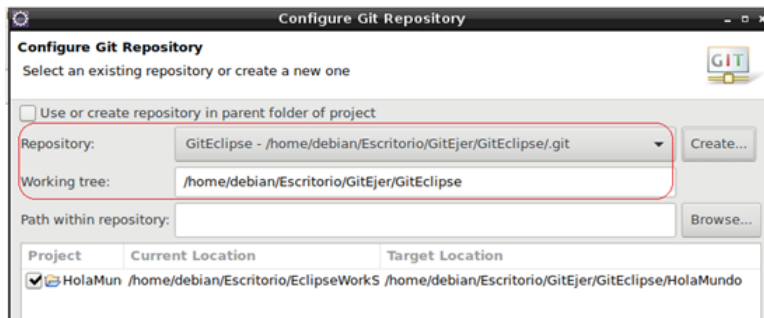 Configure Git Repository
Configure Git Repository
Select an existing repository or create a new one
GIT
Use or create repository in parent folder of project
Repository: GitEclipse - /home/debian/Escritorio/GitEjer/GitEclipse/.git Create...
Working tree: /home/debian/Escritorio/GitEjer/GitEclipse
Path within repository: Browse...
Project Current Location Target Location
HolaMun /home/debian/Escritorio/EclipseWorkS /home/debian/Escritorio/GitEjer/GitEclipse/HolaMundo